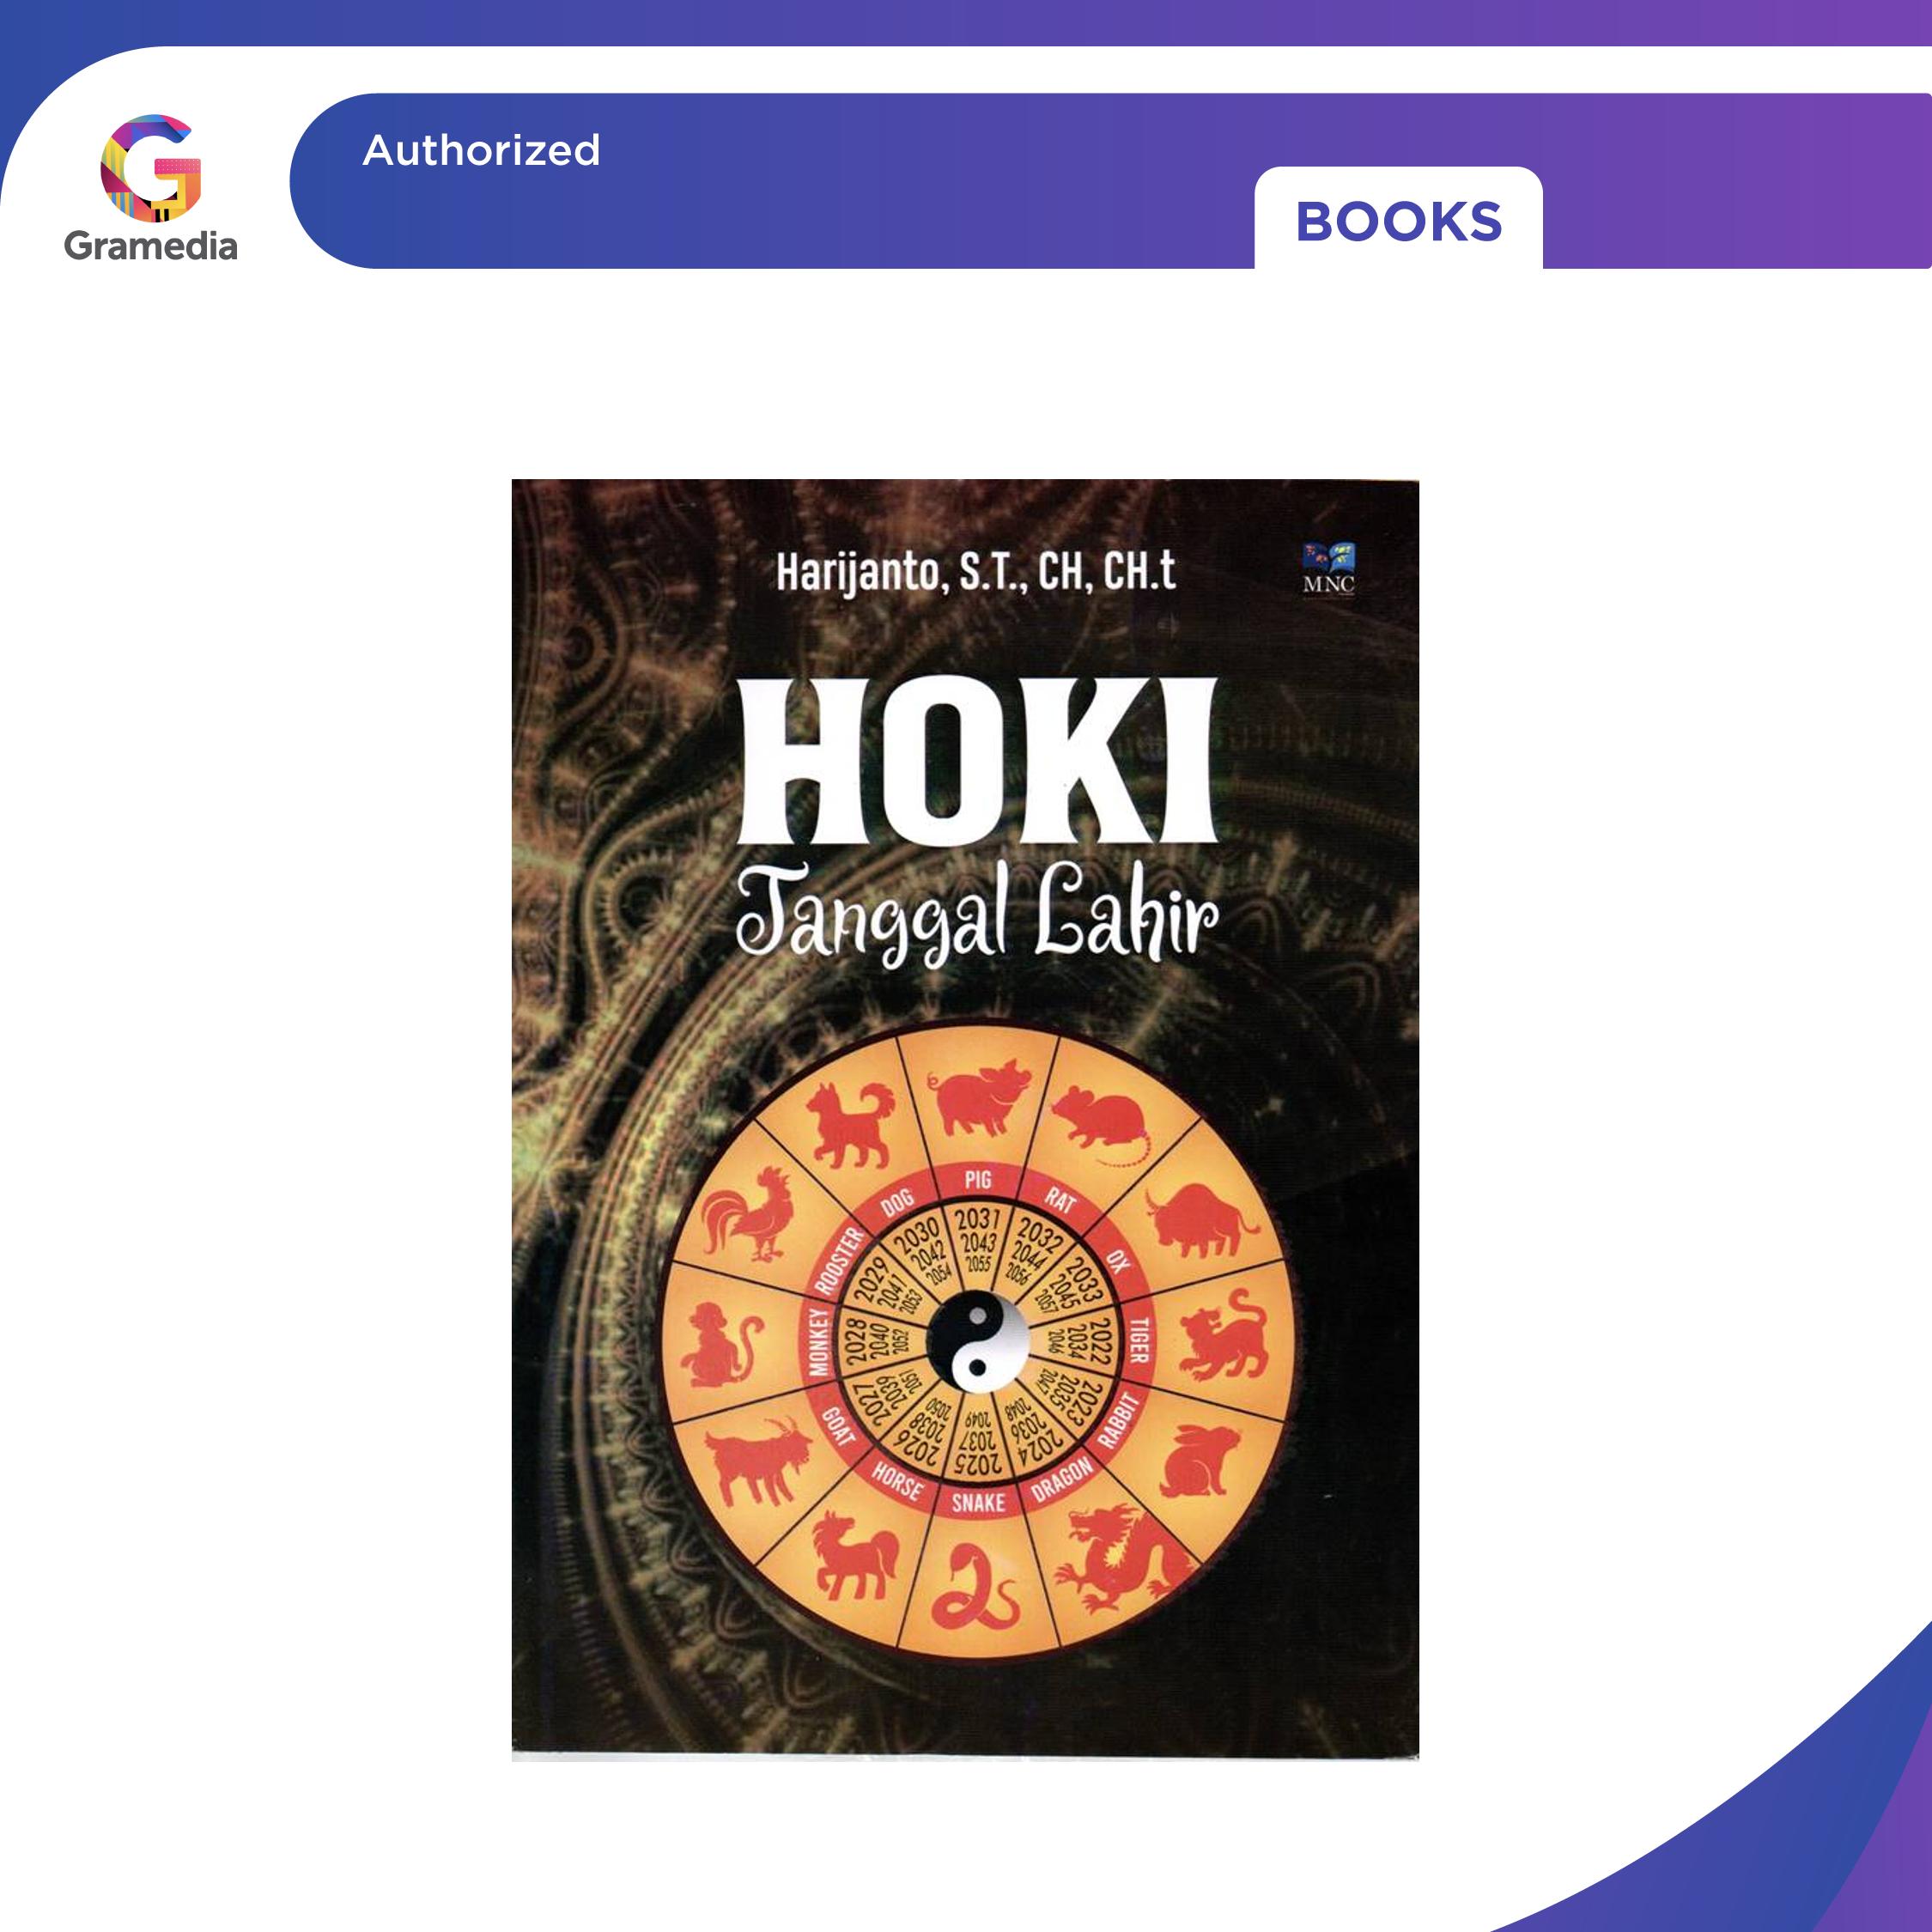 Authorized
Gramedia
BOOKS
Harijanto, S.T., CH, CH.t
MNC
HOKI
Tanggal Lahir
PIG
2031
2043
2055
RAT
2032
2044
2056
OX
2033
2045
2057
TIGER
2022
2034
2046
RABBIT
2023
2035
2047
DRAGON
2024
2036
2048
SNAKE
2025
2037
2049
HORSE
2026
2038
2050
GOAT
2027
2039
2051
MONKEY
2028
2040
2052
ROOSTER
2029
2041
2053
DOG
2030
2042
2054